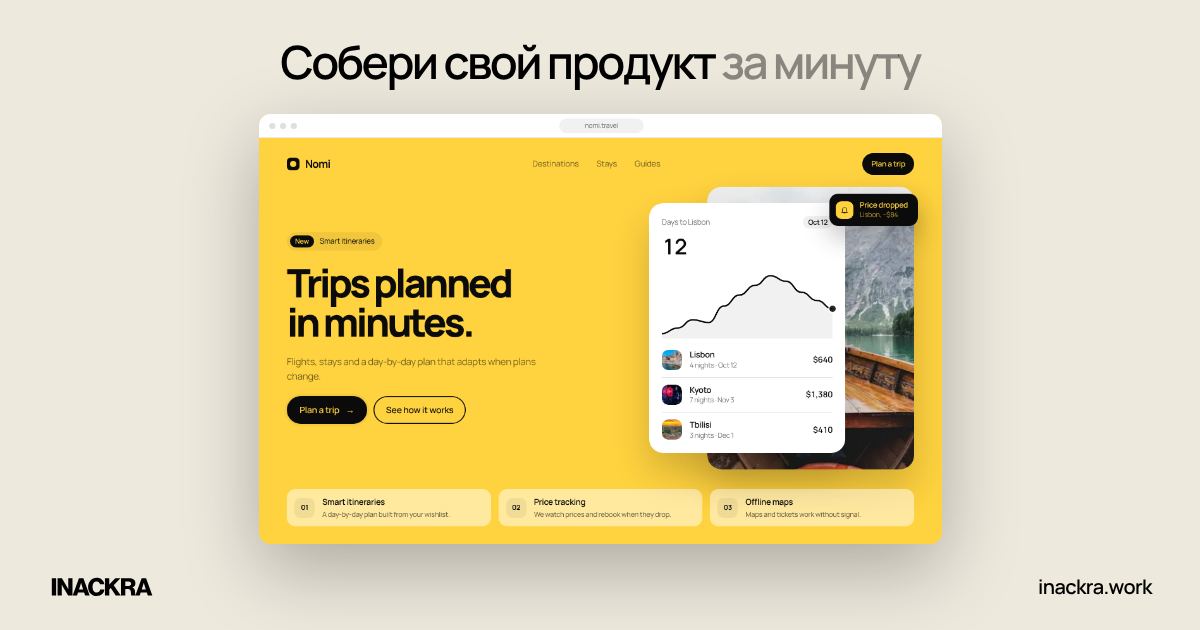 Собери свой продукт за минуту
nomi.travel
Nomi
Destinations Stays Guides
Plan a trip
New Smart itineraries
Trips planned
in minutes.
Flights, stays and a day-by-day plan that adapts when plans
change.
Plan a trip →
See how it works
Days to Lisbon
Oct 12
12
Price dropped
Lisbon, −$84
Lisbon
4 nights · Oct 12
$640
Kyoto
7 nights · Nov 3
$1,380
Tbilisi
3 nights · Dec 1
$410
01
Smart itineraries
A day-by-day plan built from your wishlist.
02
Price tracking
We watch prices and rebook when they drop.
03
Offline maps
Maps and tickets work without signal.
INACKRA
inackra.work